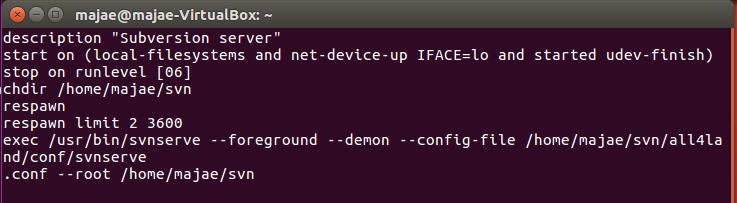 majae@majae-VirtualBox: ~
description "Subversion server"
start on (local-filesystems and net-device-up IFACE=lo and started udev-finish)
stop on runlevel [06]
chdir /home/majae/svn
respawn
respawn limit 2 3600
exec /usr/bin/svnserve --foreground --demon --config-file /home/majae/svn/all4la
nd/conf/svnserve
.conf --root /home/majae/svn